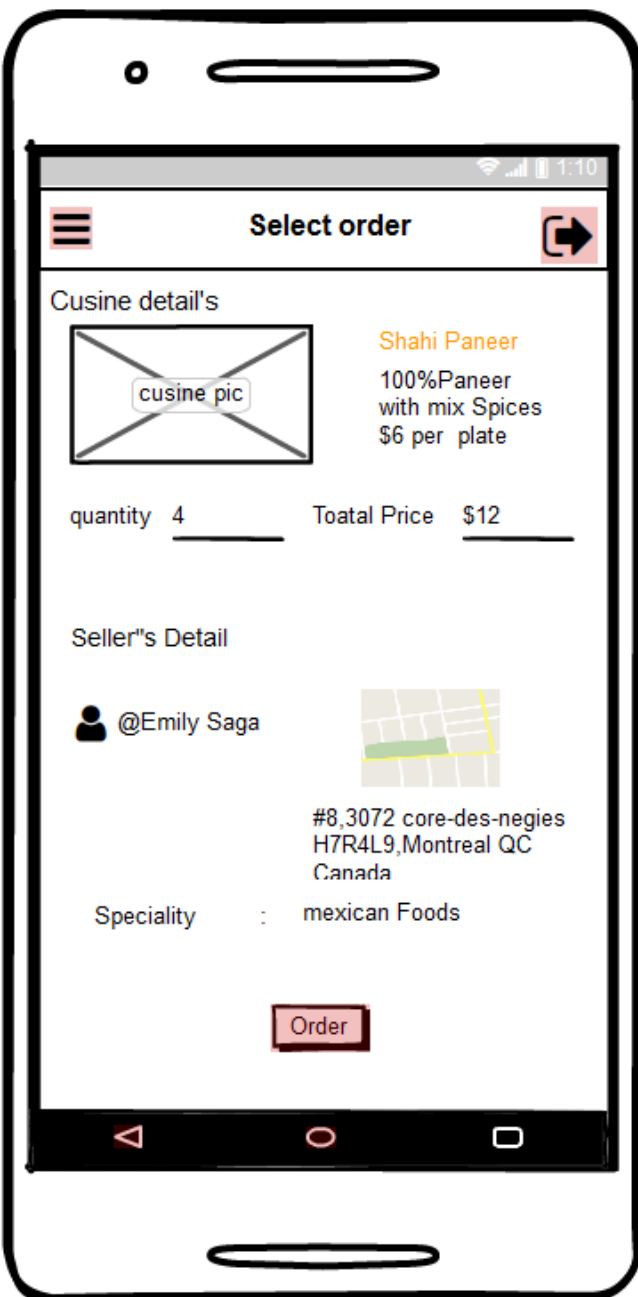 1:10
Select order
Cusine detail's
cusine pic
Shahi Paneer
100%Paneer
with mix Spices
$6 per plate
quantity 4 Toatal Price $12
Seller"s Detail
@Emily Saga
#8,3072 core-des-negies
H7R4L9,Montreal QC
Canada
Speciality : mexican Foods
Order